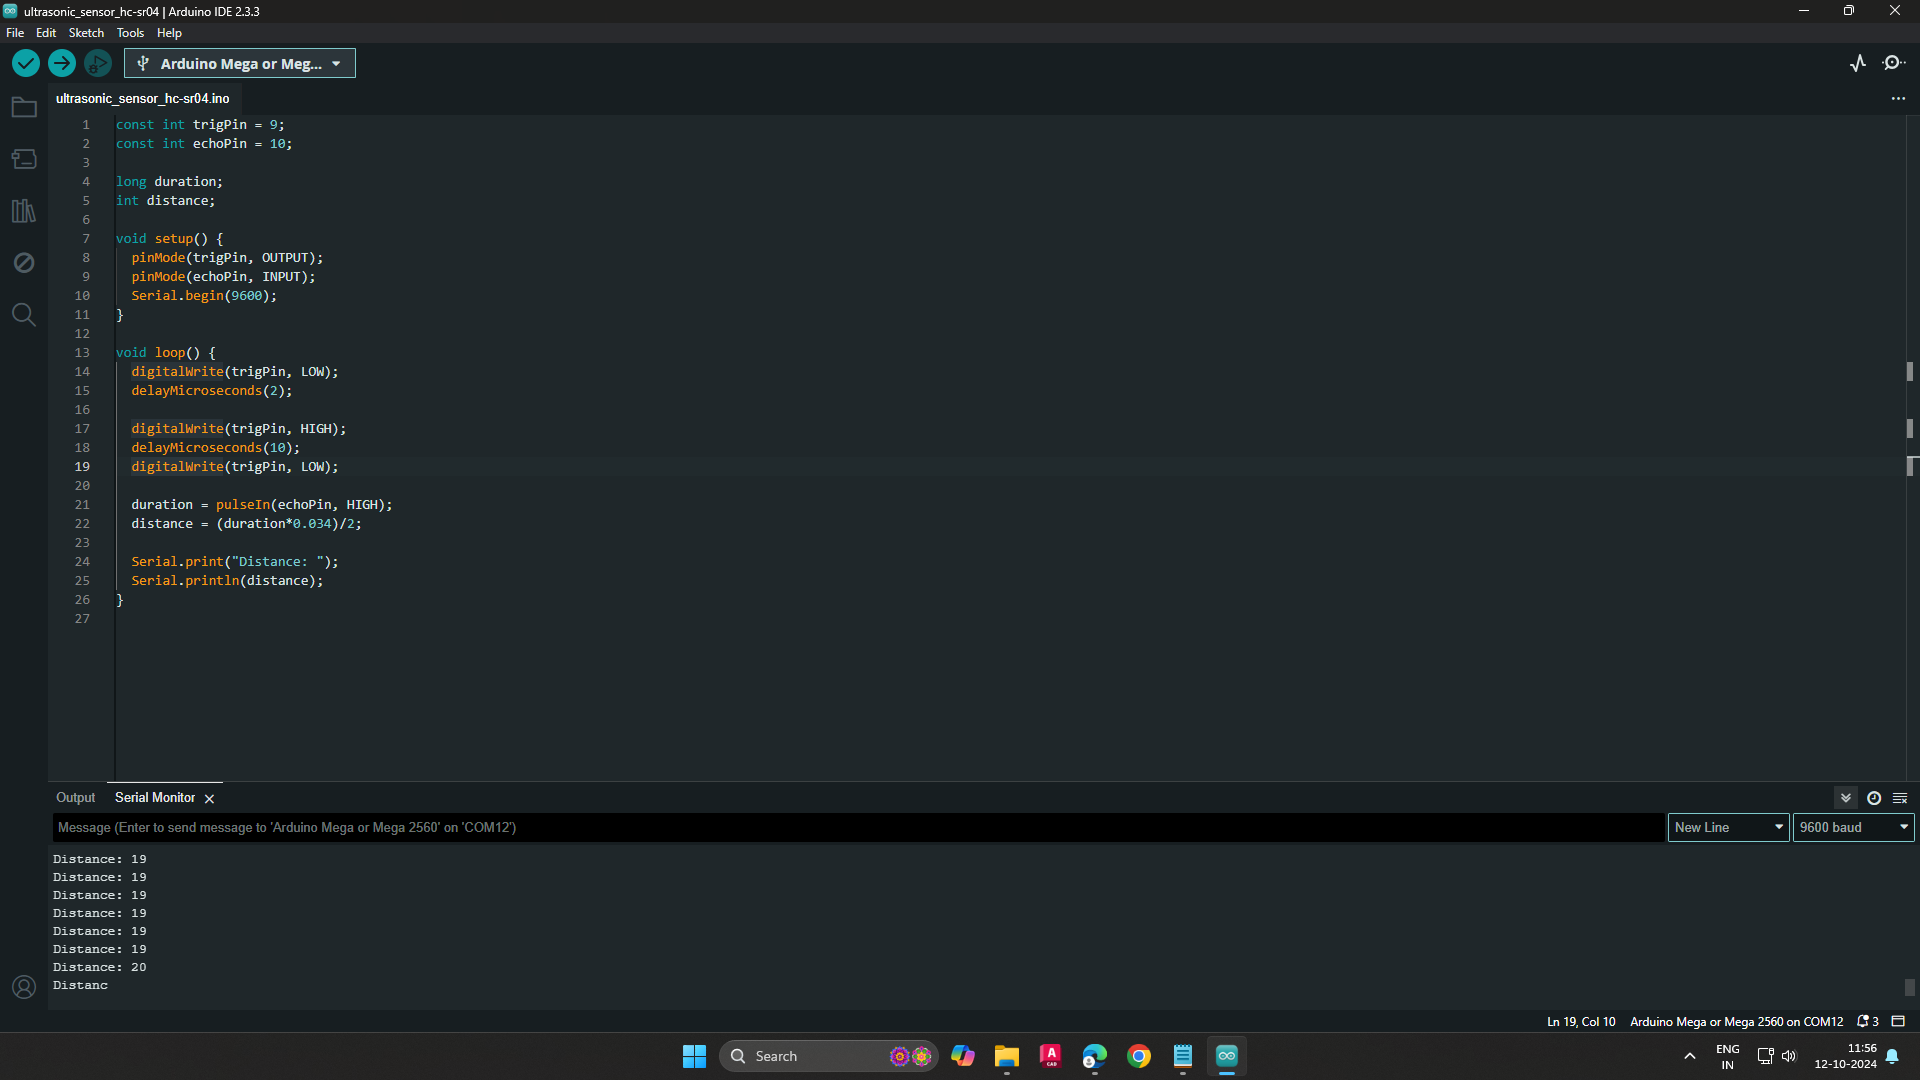 ultrasonic_sensor_hc-sr04 | Arduino IDE 2.3.3
File Edit Sketch Tools Help
Arduino Mega or Meg...
ultrasonic_sensor_hc-sr04.ino
1 const int trigPin = 9;
2 const int echoPin = 10;
3
4 long duration;
5 int distance;
6
7 void setup() {
8 pinMode(trigPin, OUTPUT);
9 pinMode(echoPin, INPUT);
10 Serial.begin(9600);
11 }
12
13 void loop() {
14 digitalWrite(trigPin, LOW);
15 delayMicroseconds(2);
16
17 digitalWrite(trigPin, HIGH);
18 delayMicroseconds(10);
19 digitalWrite(trigPin, LOW);
20
21 duration = pulseIn(echoPin, HIGH);
22 distance = (duration*0.034)/2;
23
24 Serial.print("Distance: ");
25 Serial.println(distance);
26 }
27
Output Serial Monitor
Message (Enter to send message to 'Arduino Mega or Mega 2560' on 'COM12') New Line 9600 baud
Distance: 19
Distance: 19
Distance: 19
Distance: 19
Distance: 19
Distance: 19
Distance: 20
Distanc
Ln 19, Col 10 Arduino Mega or Mega 2560 on COM12 3
Search
A CAD
ENG
IN
11:56
12-10-2024